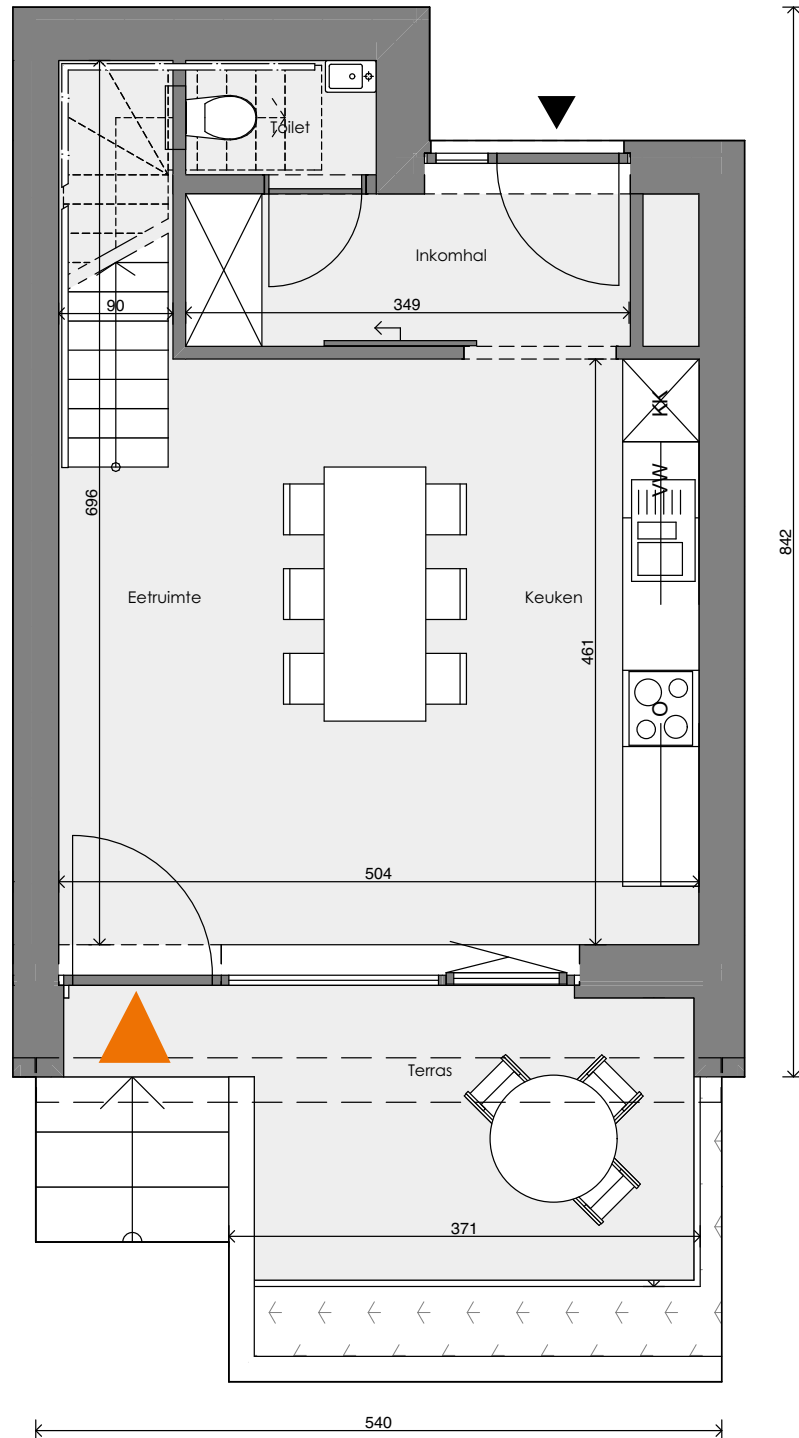 Toilet
Inkomhal
90
349
KK
VW
696
842
Eetruimte
Keuken
461
O
504
Terras
371
540